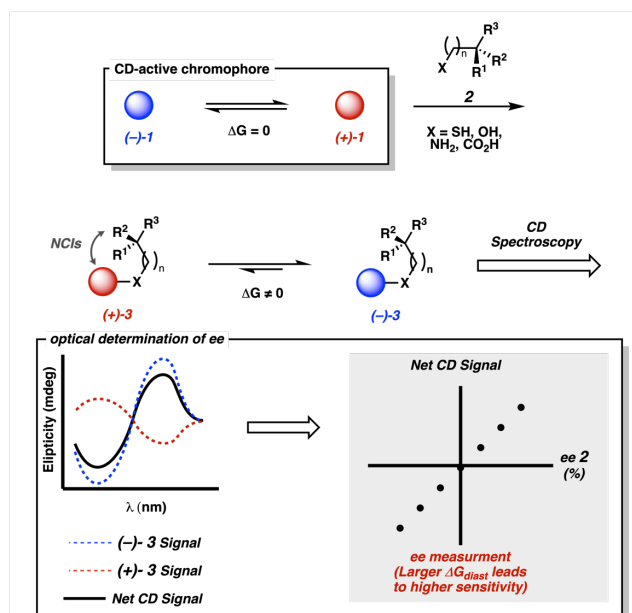 CD-active chromophore
(–)-1
ΔG = 0
(+)-1
X
n
R³
R²
R¹
2
X = SH, OH,
NH₂, CO₂H
NCIs
R²
R³
R¹
n
X
(+)-3
ΔG ≠ 0
R²
R³
R¹
n
X
(–)-3
CD
Spectroscopy
optical determination of ee
Elipticity (mdeg)
λ (nm)
(–)- 3 Signal
(+)- 3 Signal
Net CD Signal
Net CD Signal
ee 2
(%)
ee measurment
(Larger ΔG_diast leads
to higher sensitivity)